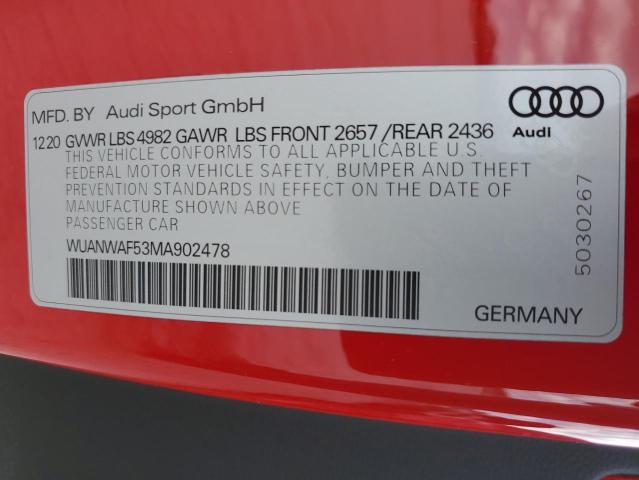 MFD. BY Audi Sport GmbH
1220 GVWR LBS 4982 GAWR LBS FRONT 2657 /REAR 2436
Audi
THIS VEHICLE CONFORMS TO ALL APPLICABLE U.S.
FEDERAL MOTOR VEHICLE SAFETY, BUMPER AND THEFT
PREVENTION STANDARDS IN EFFECT ON THE DATE OF
MANUFACTURE SHOWN ABOVE
PASSENGER CAR
WUANWAF53MA902478
5030267
GERMANY